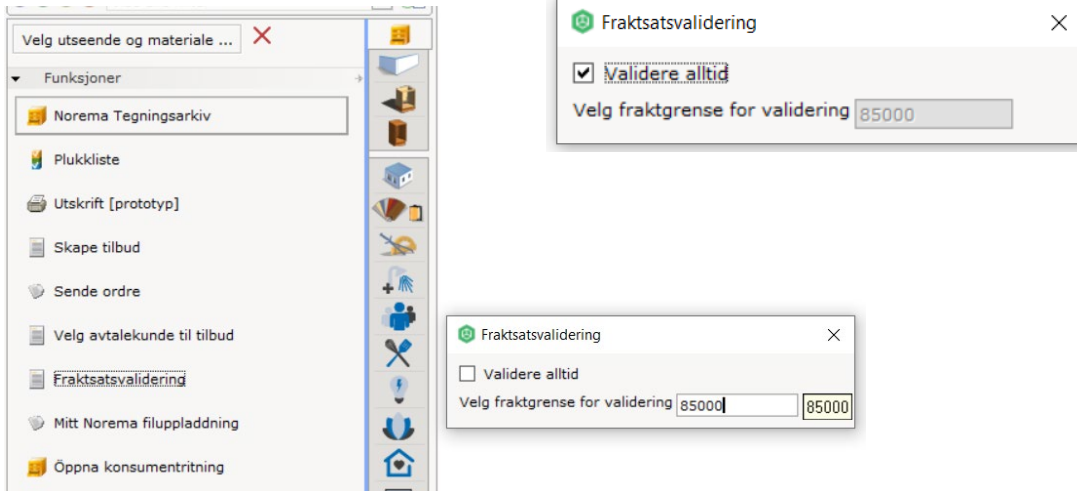 Velg utseende og materiale ...
Funksjoner
Norema Tegningsarkiv
Plukkliste
Utskrift [prototyp]
Skape tilbud
Sende ordre
Velg avtalekunde til tilbud
Fraktsatsvalidering
Mitt Norema filuppladdning
Öppna konsumentritning
Fraktsatsvalidering
Validere alltid
Velg fraktgrense for validering 85000
Fraktsatsvalidering
Validere alltid
Velg fraktgrense for validering 85000 85000